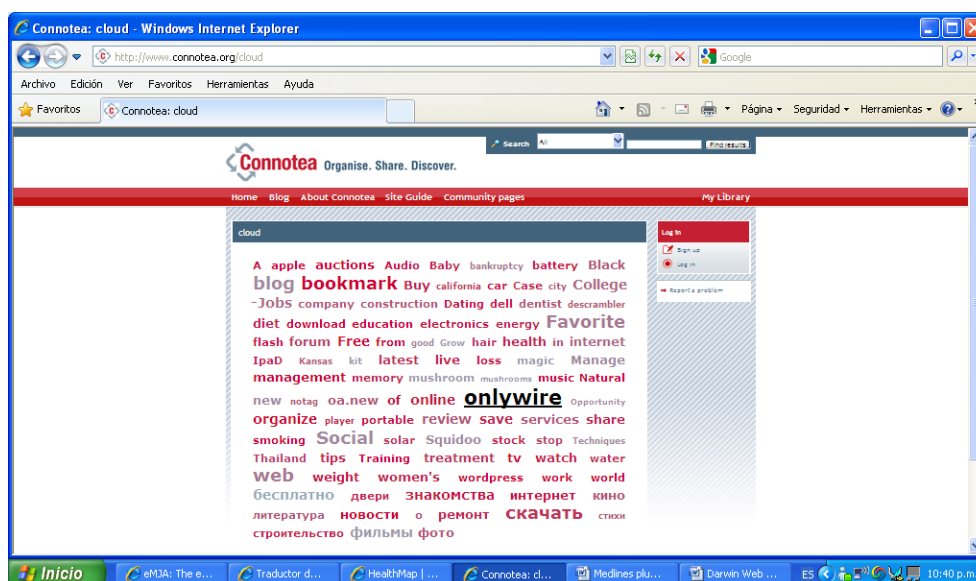 Connotea: cloud - Windows Internet Explorer
http://www.connotea.org/cloud
Google
Archivo Edición Ver Favoritos Herramientas Ayuda
Favoritos Connotea: cloud Página Seguridad Herramientas
Search All Find results
Connotea Organise. Share. Discover.
Home Blog About Connotea Site Guide Community pages My Library
cloud
Log In
Sign up
Log in
Report a problem
A apple auctions Audio Baby bankruptcy battery Black
blog bookmark Buy california car Case city College
-Jobs company construction Dating dell dentist descrambler
diet download education electronics energy Favorite
flash forum Free from good Grow hair health in internet
IpaD Kansas kit latest live loss magic Manage
management memory mushroom mushrooms music Natural
new notag oa.new of online onlywire Opportunity
organize player portable review save services share
smoking Social solar Squidoo stock stop Techniques
Thailand tips Training treatment tv watch water
web weight women's wordpress work world
бесплатно двери знакомства интернет кино
литература новости о ремонт скачать стихи
строительство фильмы фото
Inicio eMJA: The e... Traductor d... HealthMap | ... Connotea: cl... Medlines plu... Darwin Web ... ES 10:40 p.m.